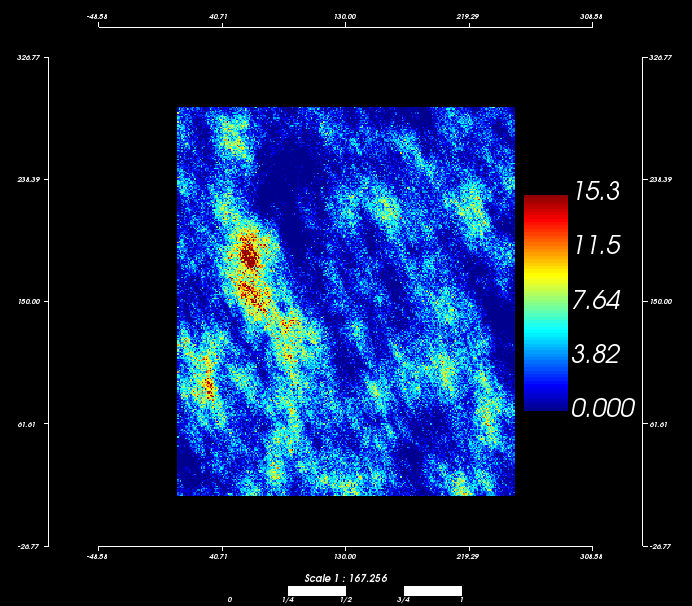 -48.58 40.71 130.00 219.29 308.58
326.77 326.77
238.39 238.39
15.3
11.5
7.64
150.00 150.00
3.82
0.000
61.61 61.61
-26.77 -26.77
-48.58 40.71 130.00 219.29 308.58
Scale 1 : 167.256
0 1/4 1/2 3/4 1